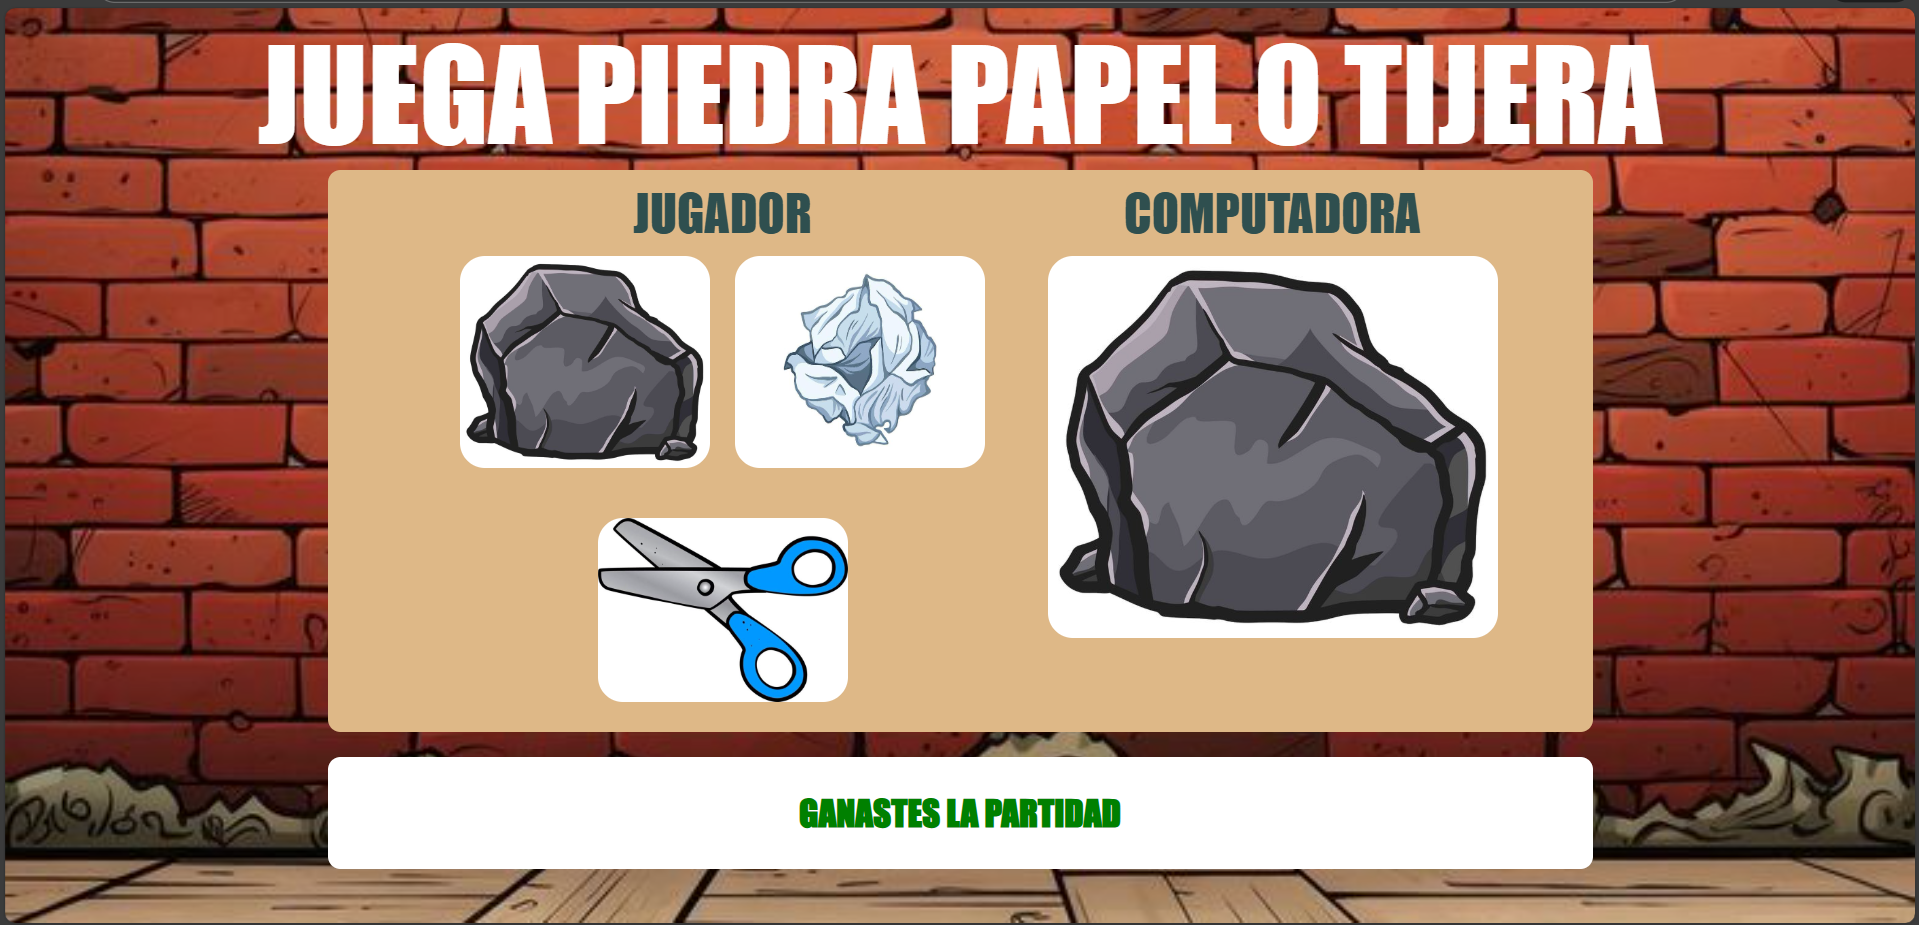 JUEGA PIEDRA PAPEL O TIJERA
JUGADOR
COMPUTADORA
GANASTES LA PARTIDAD